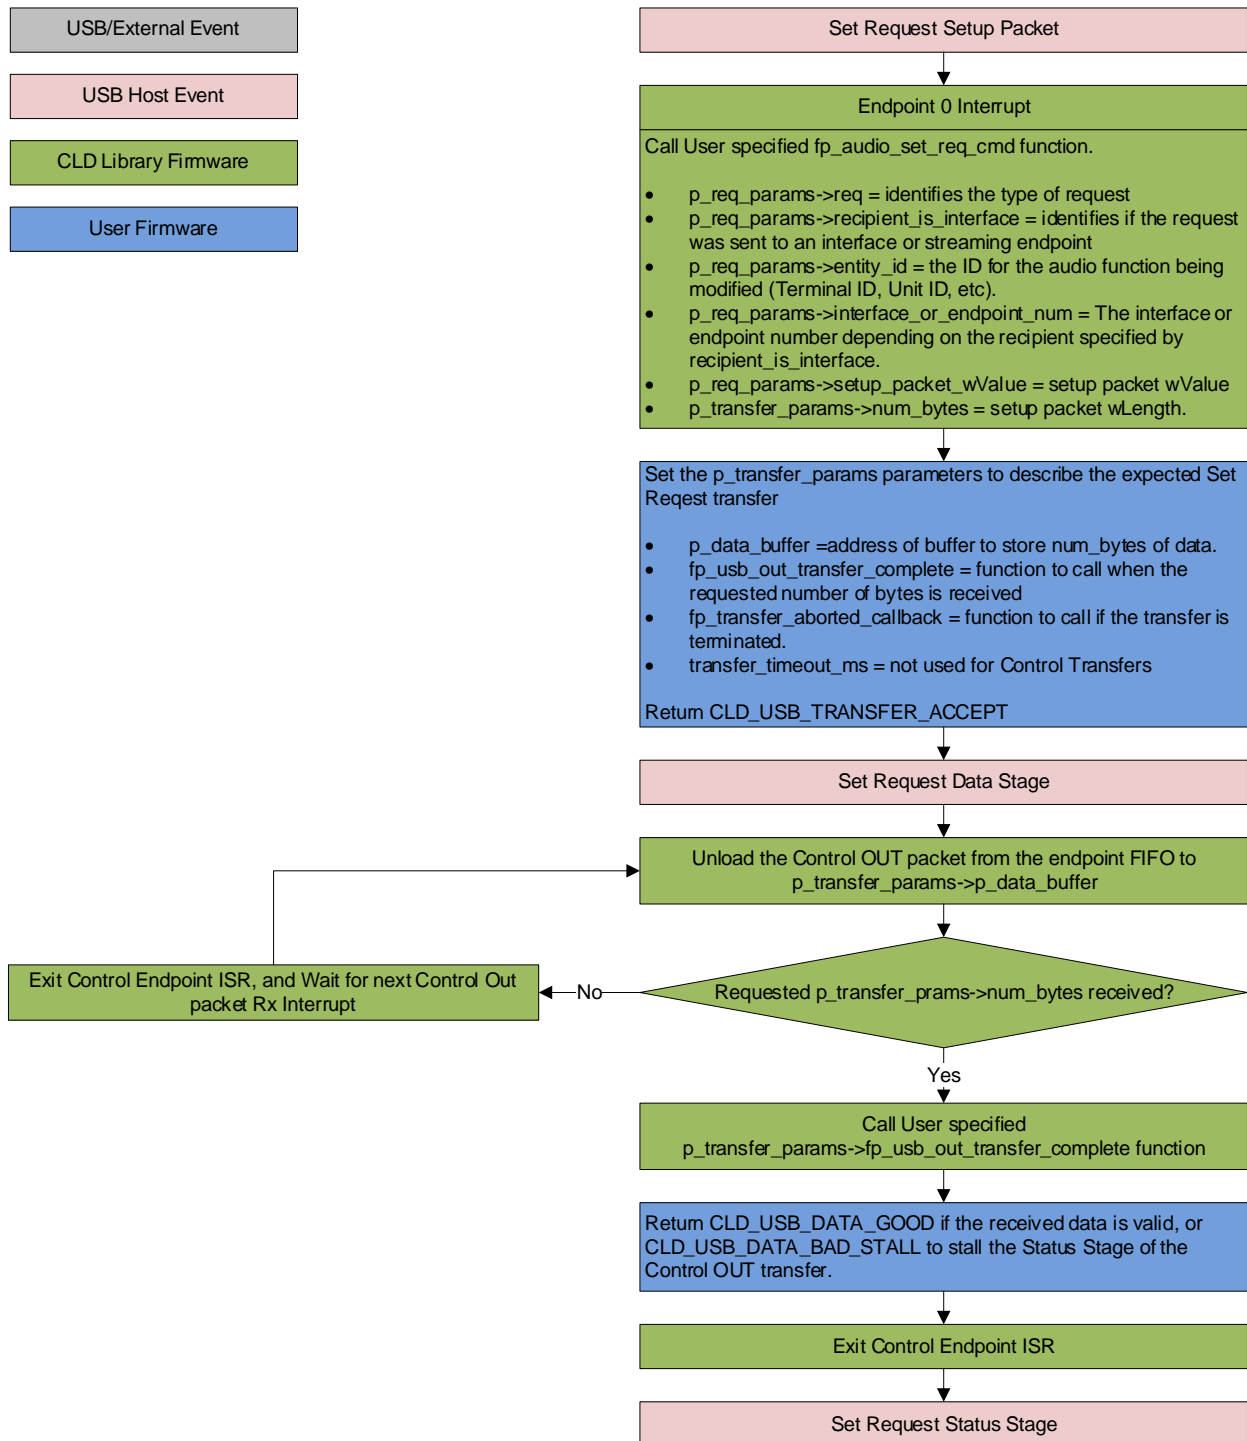 USB/External Event
USB Host Event
CLD Library Firmware
User Firmware
Set Request Setup Packet
Endpoint 0 Interrupt
Call User specified fp_audio_set_req_cmd function.
• p_req_params->req = identifies the type of request
• p_req_params->recipient_is_interface = identifies if the request
was sent to an interface or streaming endpoint
• p_req_params->entity_id = the ID for the audio function being
modified (Terminal ID, Unit ID, etc).
• p_req_params->interface_or_endpoint_num = The interface or
endpoint number depending on the recipient specified by
recipient_is_interface.
• p_req_params->setup_packet_wValue = setup packet wValue
• p_transfer_params->num_bytes = setup packet wLength.
Set the p_transfer_params parameters to describe the expected Set
Reqest transfer
• p_data_buffer =address of buffer to store num_bytes of data.
• fp_usb_out_transfer_complete = function to call when the
requested number of bytes is received
• fp_transfer_aborted_callback = function to call if the transfer is
terminated.
• transfer_timeout_ms = not used for Control Transfers
Return CLD_USB_TRANSFER_ACCEPT
Set Request Data Stage
Unload the Control OUT packet from the endpoint FIFO to
p_transfer_params->p_data_buffer
Exit Control Endpoint ISR, and Wait for next Control Out
packet Rx Interrupt
No
Requested p_transfer_prams->num_bytes received?
Yes
Call User specified
p_transfer_params->fp_usb_out_transfer_complete function
Return CLD_USB_DATA_GOOD if the received data is valid, or
CLD_USB_DATA_BAD_STALL to stall the Status Stage of the
Control OUT transfer.
Exit Control Endpoint ISR
Set Request Status Stage